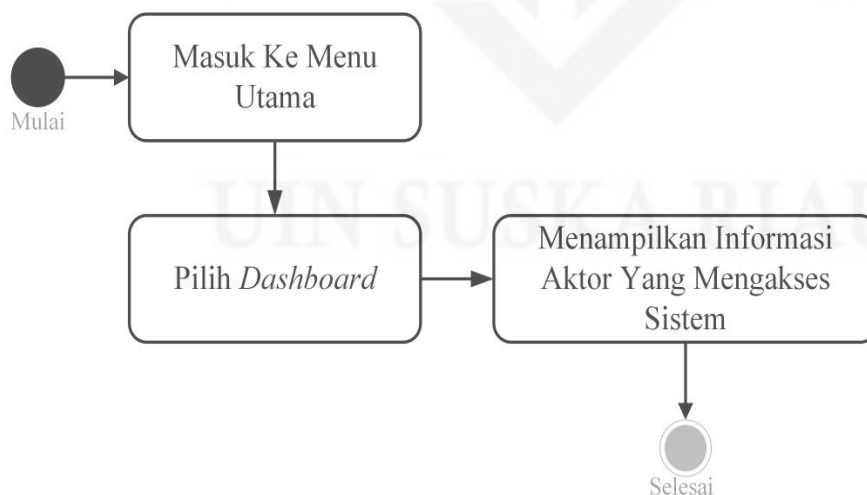 Masuk Ke Menu
Utama
Mulai
UIN SUSKA RIAU
Pilih Dashboard
Menampilkan Informasi
Aktor Yang Mengakses
Sistem
Selesai